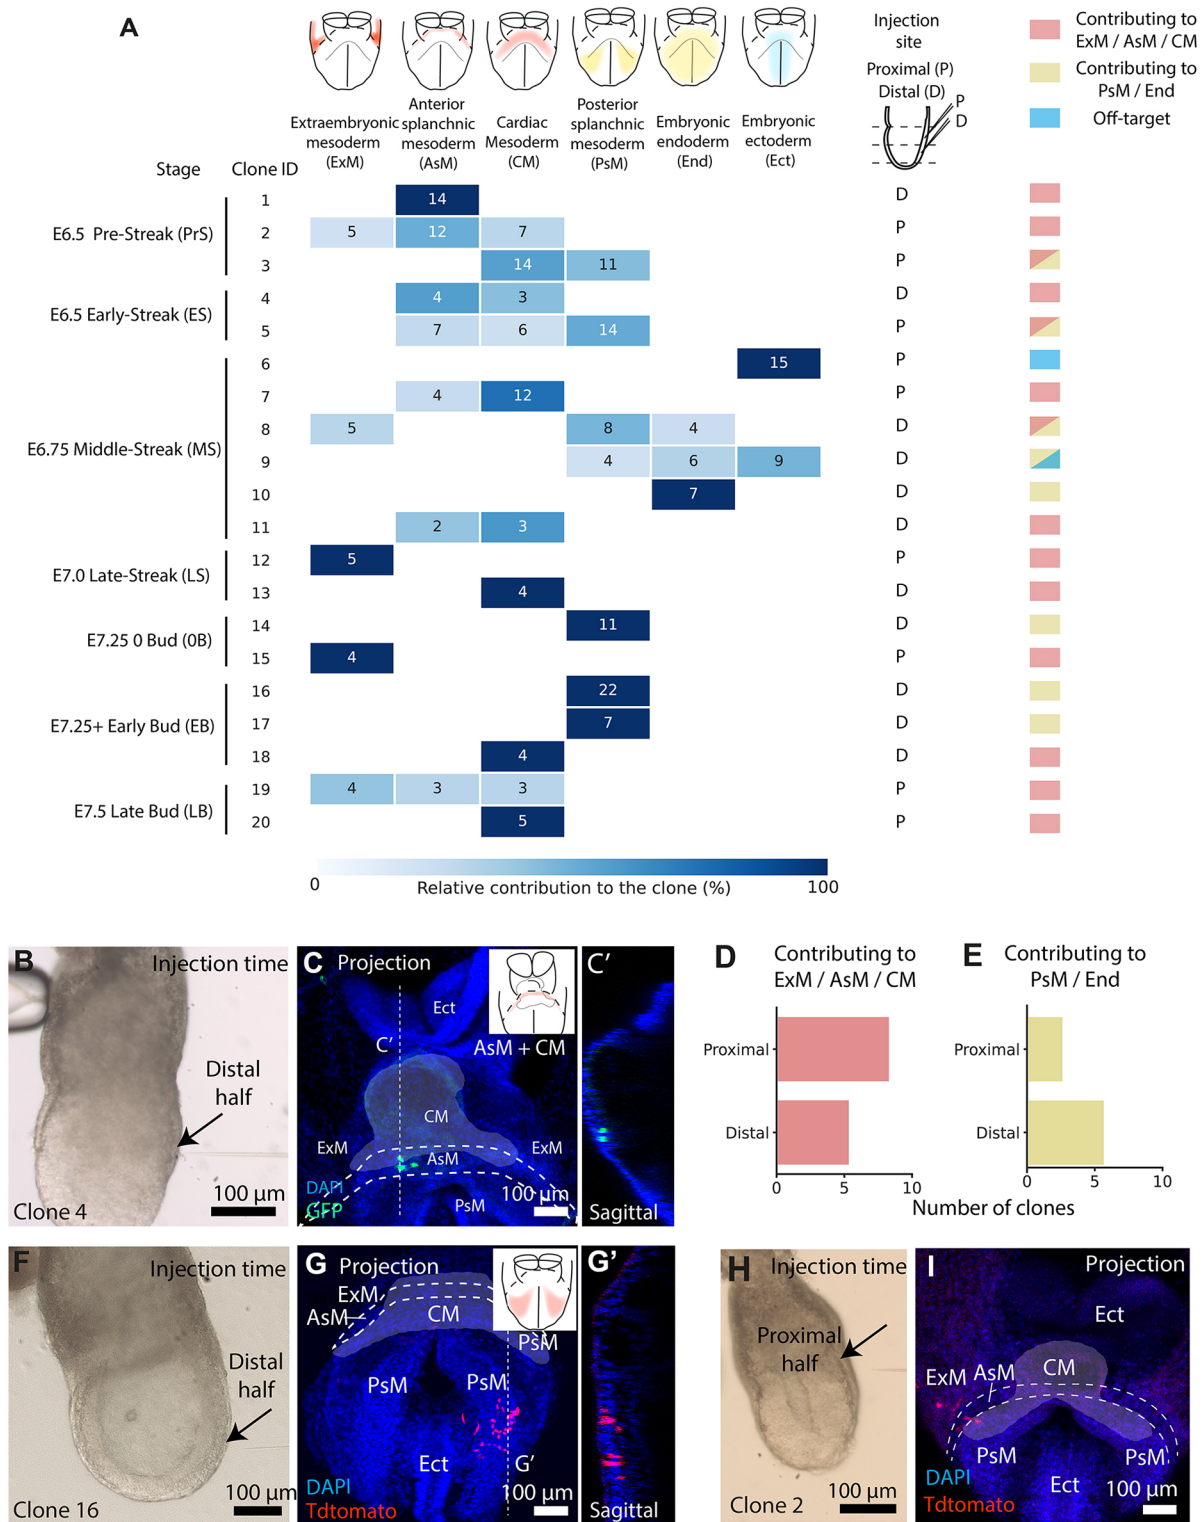 A
Extraembryonic
mesoderm
(ExM)
Anterior
splanchnic
mesoderm
(AsM)
Cardiac
Mesoderm
(CM)
Posterior
splanchnic
mesoderm
(PsM)
Embryonic
endoderm
(End)
Embryonic
ectoderm
(Ect)
Injection
site
Proximal (P)
Distal (D)
P
D
Contributing to
ExM / AsM / CM
Contributing to
PsM / End
Off-target
Stage Clone ID
E6.5 Pre-Streak (PrS)
1 14 D
2 5 12 7 P
3 14 11 P
E6.5 Early-Streak (ES)
4 4 3 D
5 7 6 14 P
E6.75 Middle-Streak (MS)
6 15 P
7 4 12 P
8 5 8 4 D
9 4 6 9 D
10 7 D
11 2 3 D
E7.0 Late-Streak (LS)
12 5 P
13 4 D
E7.25 0 Bud (0B)
14 11 D
15 4 P
E7.25+ Early Bud (EB)
16 22 D
17 7 D
18 4 D
E7.5 Late Bud (LB)
19 4 3 3 P
20 5 P
0 Relative contribution to the clone (%) 100
B
Injection time
Distal
half
100 µm
Clone 4
C Projection
Ect
C'
AsM + CM
CM
ExM
ExM
AsM
DAPI
GFP
PsM
100 µm
C'
Sagittal
D Contributing to
ExM / AsM / CM
Proximal
Distal
0 5 10
E Contributing to
PsM / End
Proximal
Distal
0 5 10
Number of clones
F
Injection time
Distal
half
100 µm
Clone 16
G Projection
ExM
AsM
CM
PsM
PsM
PsM
Ect
G'
DAPI
Tdtomato
100 µm
G'
Sagittal
H
Injection time
Proximal
half
100 µm
Clone 2
I
Projection
Ect
ExM AsM CM
PsM
PsM
DAPI
Ect
Tdtomato
100 µm